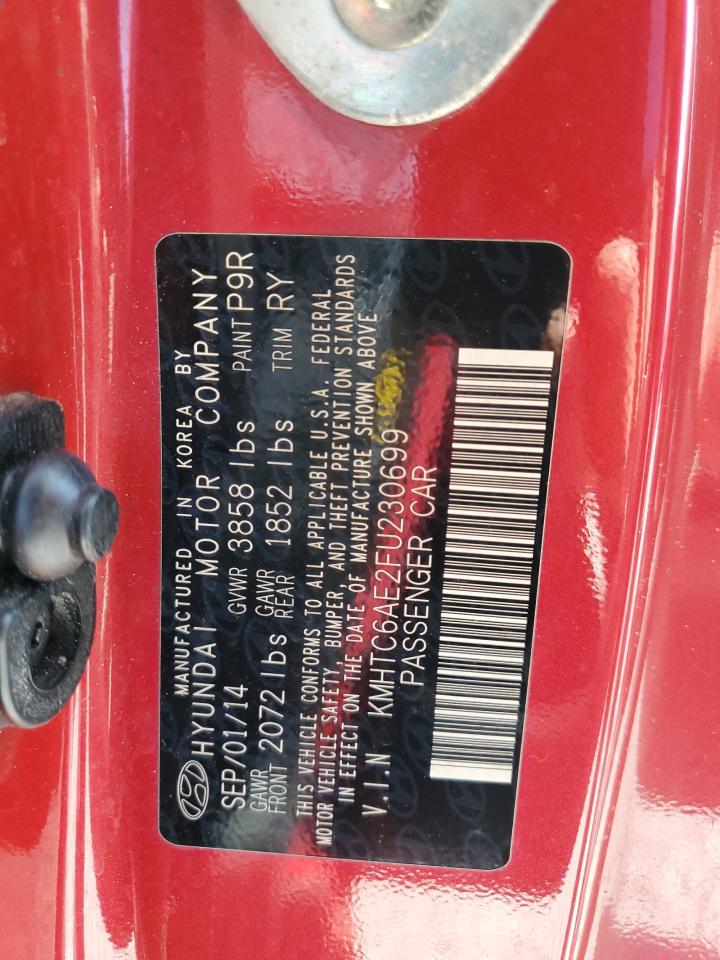 MANUFACTURED IN KOREA BY
HYUNDAI MOTOR COMPANY
SEP/01/14 GVWR 3858 lbs PAINT P9R
GAWR FRONT 2072 lbs GAWR REAR 1852 lbs TRIM RY
THIS VEHICLE CONFORMS TO ALL APPLICABLE U.S.A. FEDERAL
MOTOR VEHICLE SAFETY, BUMPER, AND THEFT PREVENTION STANDARDS
IN EFFECT ON THE DATE OF MANUFACTURE SHOWN ABOVE
V.I.N KMHTC6AE2FU230699
PASSENGER CAR